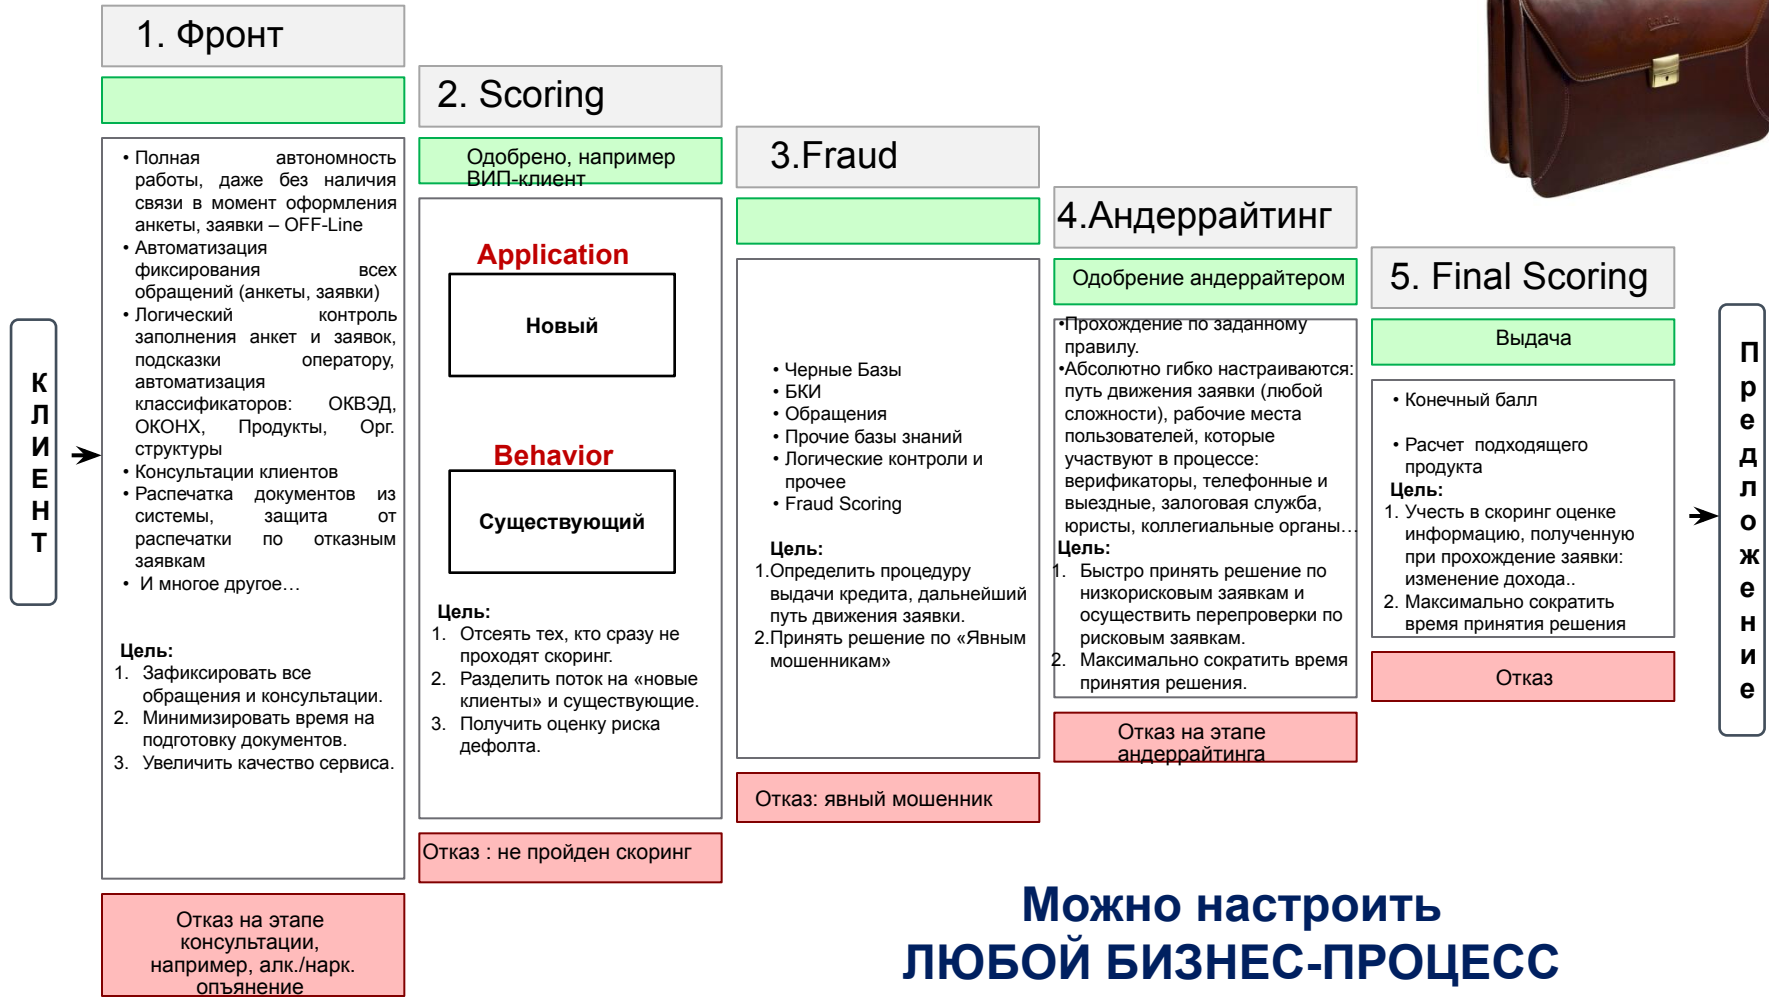 КЛИЕНТ
1. Фронт
• Полная автономность
работы, даже без наличия
связи в момент оформления
анкеты, заявки – OFF-Line
• Автоматизация
фиксирования всех
обращений (анкеты, заявки)
• Логический контроль
заполнения анкет и заявок,
подсказки оператору,
автоматизация
классификаторов: ОКВЭД,
ОКОНХ, Продукты, Орг.
структуры
• Консультации клиентов
• Распечатка документов из
системы, защита от
распечатки по отказным
заявкам
• И многое другое…
Цель:
1. Зафиксировать все
обращения и консультации.
2. Минимизировать время на
подготовку документов.
3. Увеличить качество сервиса.
Отказ на этапе
консультации,
например, алк./нарк.
опъянение
2. Scoring
Одобрено, например
ВИП-клиент
Application
Новый
Behavior
Существующий
Цель:
1. Отсеять тех, кто сразу не
проходят скоринг.
2. Разделить поток на «новые
клиенты» и существующие.
3. Получить оценку риска
дефолта.
Отказ : не пройден скоринг
3.Fraud
• Черные Базы
• БКИ
• Обращения
• Прочие базы знаний
• Логические контроли и
прочее
• Fraud Scoring
Цель:
1.Определить процедуру
выдачи кредита, дальнейший
путь движения заявки.
2.Принять решение по «Явным
мошенникам»
Отказ: явный мошенник
4.Андеррайтинг
Одобрение андеррайтером
•Прохождение по заданному
правилу.
•Абсолютно гибко настраиваются:
путь движения заявки (любой
сложности), рабочие места
пользователей, которые
участвуют в процессе:
верификаторы, телефонные и
выездные, залоговая служба,
юристы, коллегиальные органы…
Цель:
1. Быстро принять решение по
низкорисковым заявкам и
осуществить перепроверки по
рисковым заявкам.
2. Максимально сократить время
принятия решения.
Отказ на этапе
андеррайтинга
5. Final Scoring
Выдача
• Конечный балл
• Расчет подходящего
продукта
Цель:
1. Учесть в скоринг оценке
информацию, полученную
при прохождение заявки:
изменение дохода..
2. Максимально сократить
время принятия решения
Отказ
Предложение
Можно настроить
ЛЮБОЙ БИЗНЕС-ПРОЦЕСС